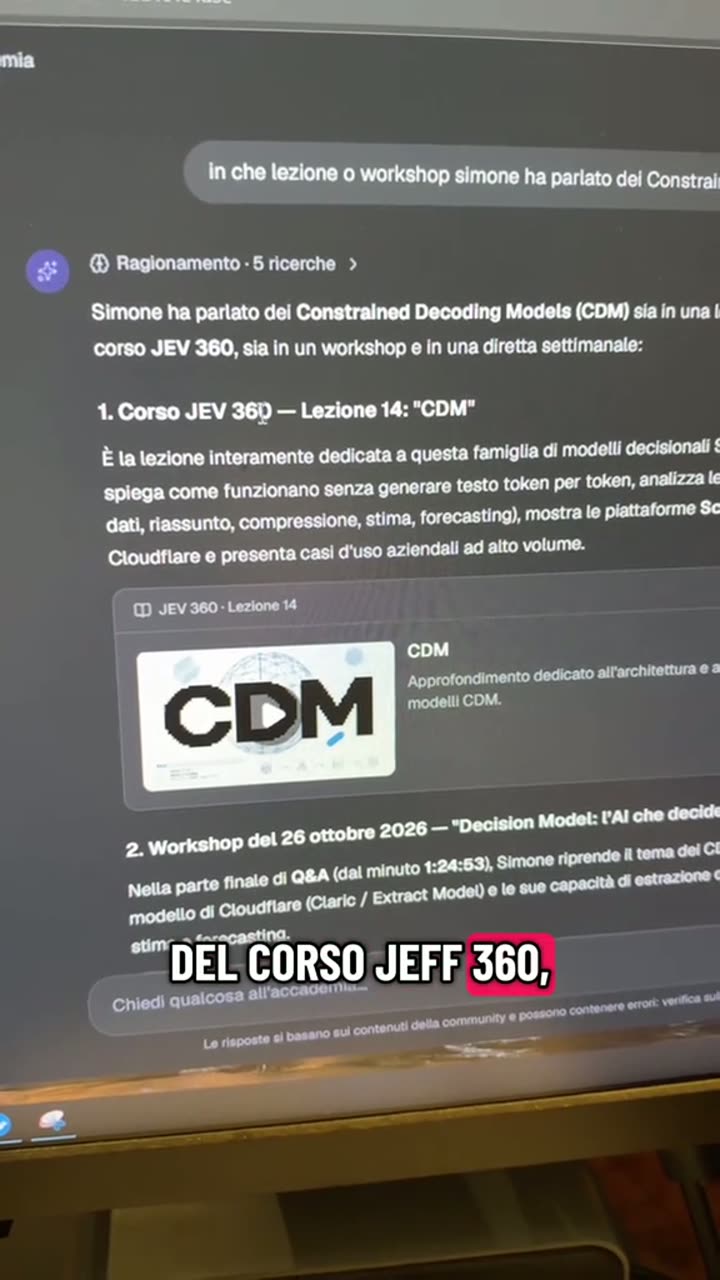 mia
in che lezione o workshop simone ha parlato dei Constrain
Ragionamento · 5 ricerche >
Simone ha parlato dei Constrained Decoding Models (CDM) sia in una l
corso JEV 360, sia in un workshop e in una diretta settimanale:
1. Corso JEV 360 — Lezione 14: "CDM"
È la lezione interamente dedicata a questa famiglia di modelli decisionali S
spiega come funzionano senza generare testo token per token, analizza le
dati, riassunto, compressione, stima, forecasting), mostra le piattaforme Sc
Cloudflare e presenta casi d'uso aziendali ad alto volume.
JEV 360 · Lezione 14
CDM
CDM
Approfondimento dedicato all'architettura e a
modelli CDM.
2. Workshop del 26 ottobre 2026 — "Decision Model: l'AI che decide
Nella parte finale di Q&A (dal minuto 1:24:53), Simone riprende il tema dei CD
modello di Cloudflare (Claric / Extract Model) e le sue capacità di estrazione d
stima e forecasting.
DEL CORSO JEFF 360,
Chiedi qualcosa all'accademia...
Le risposte si basano sui contenuti della community e possono contenere errori: verifica su